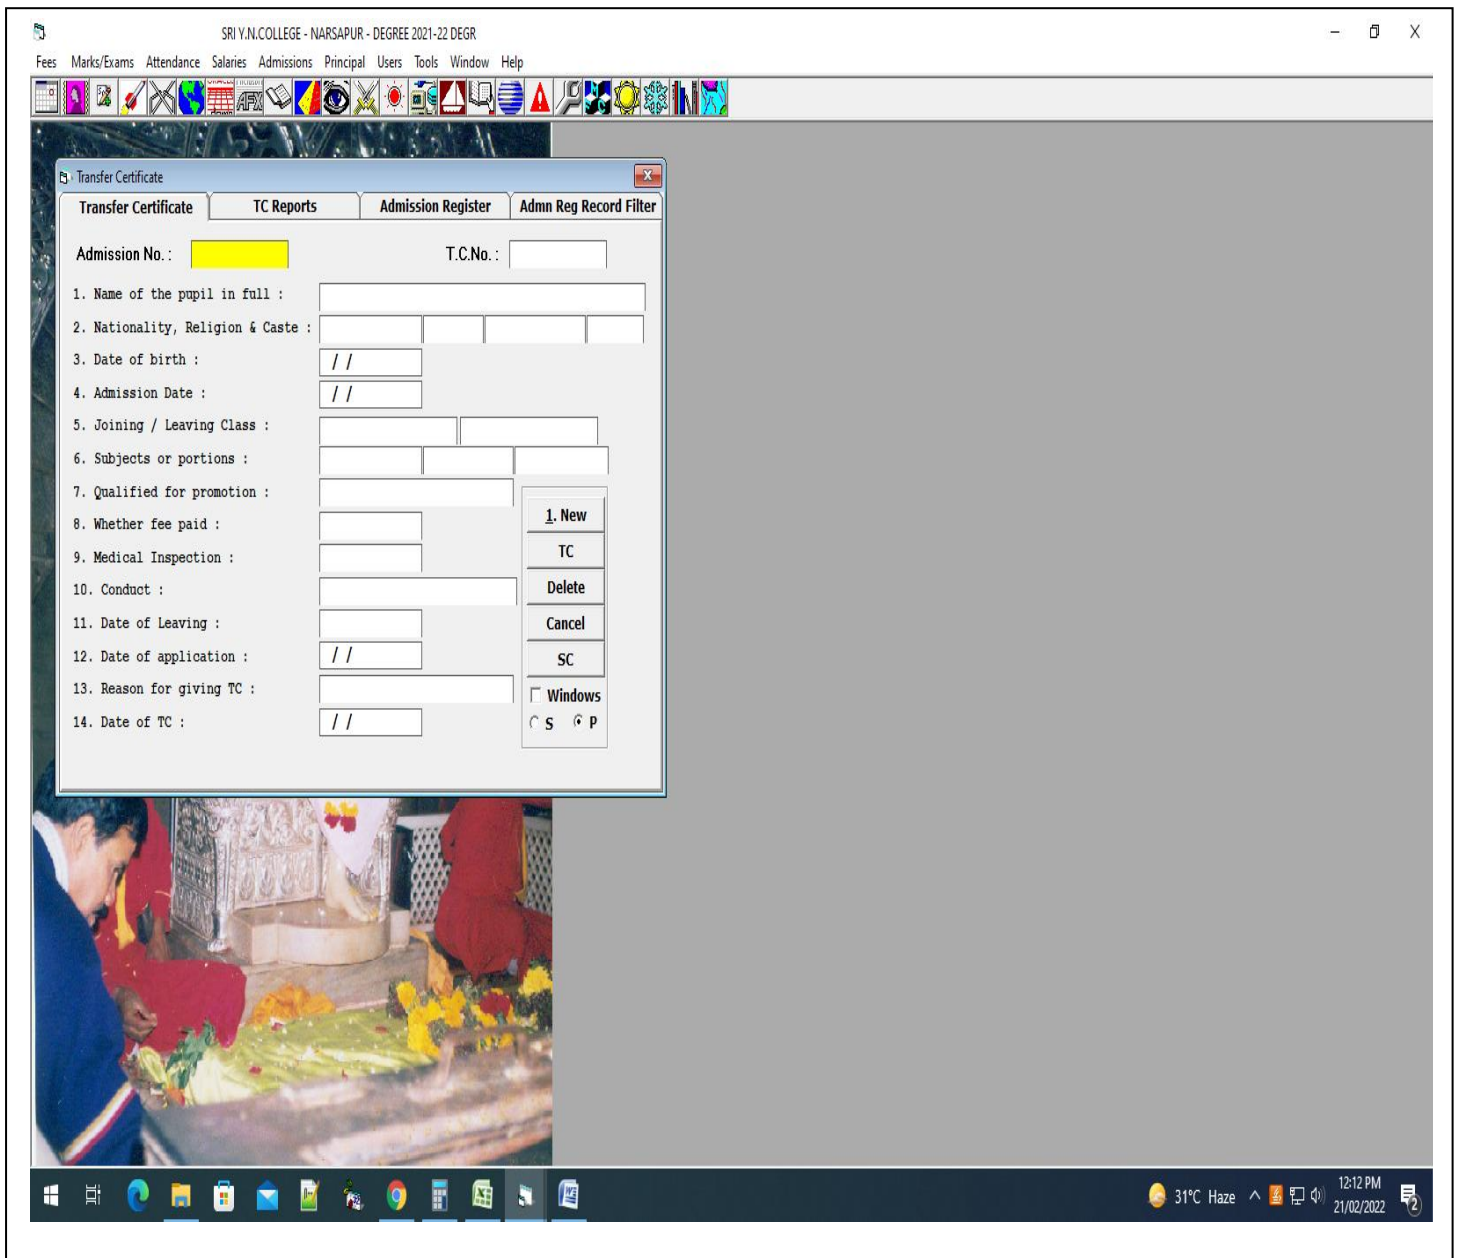 SRI Y.N.COLLEGE - NARSAPUR - DEGREE 2021-22 DEGR
Fees Marks/Exams Attendance Salaries Admissions Principal Users Tools Window Help
AFX
Transfer Certificate
Transfer Certificate TC Reports Admission Register Admn Reg Record Filter
Admission No. : T.C.No. :
1. Name of the pupil in full :
2. Nationality, Religion & Caste :
3. Date of birth : / /
4. Admission Date : / /
5. Joining / Leaving Class :
6. Subjects or portions :
7. Qualified for promotion :
1. New
8. Whether fee paid :
TC
9. Medical Inspection :
Delete
10. Conduct :
Cancel
11. Date of Leaving :
12. Date of application : / /
SC
13. Reason for giving TC :
Windows
14. Date of TC : / /
S P
31°C Haze
12:12 PM
21/02/2022
2